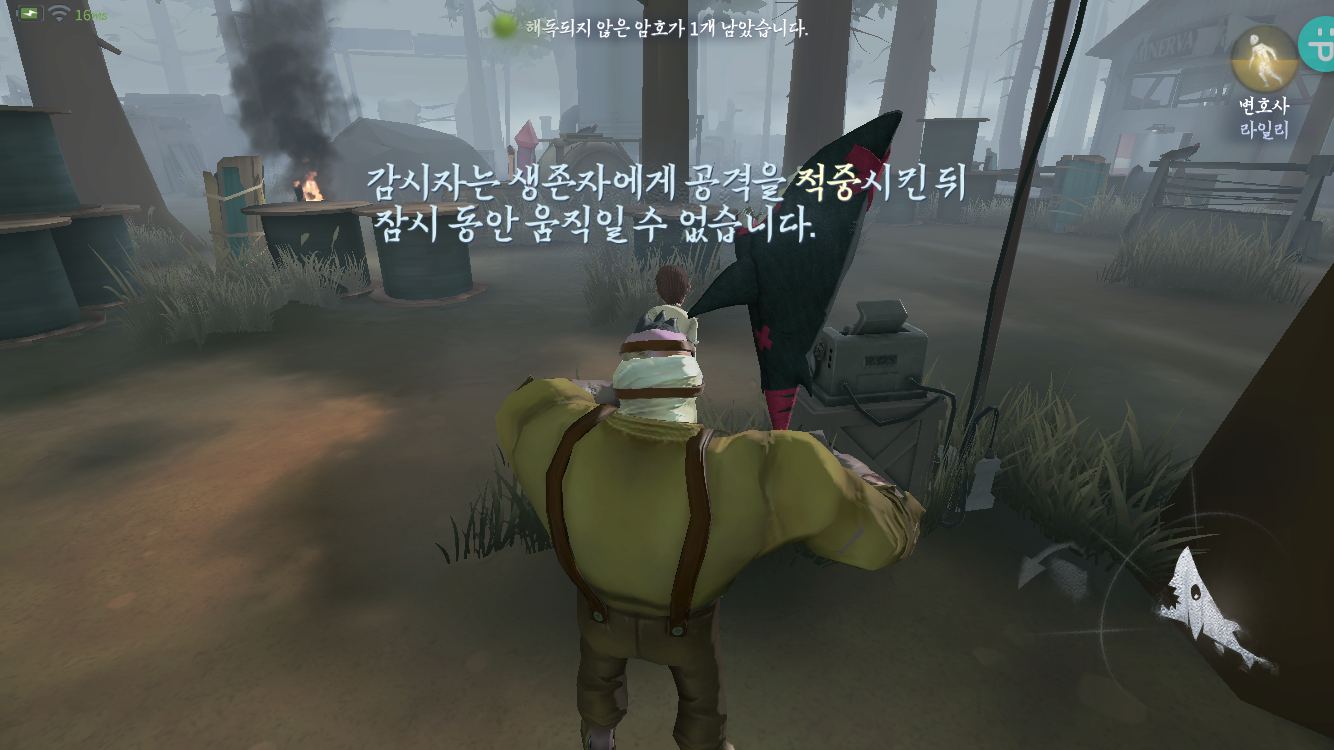 16ms
해독되지 않은 암호가 1개 남았습니다.
변호사
라일리
감시자는 생존자에게 공격을 적중시킨 뒤
잠시 동안 움직일 수 없습니다.